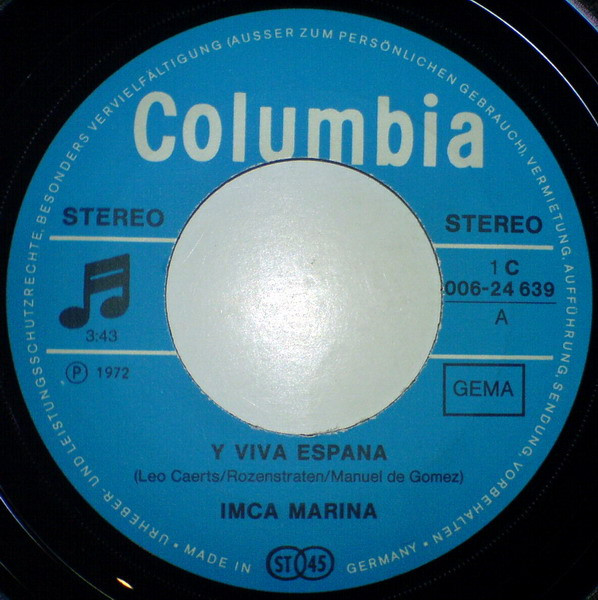 URHEBER- UND LEISTUNGSSCHUTZRECHTE, BESONDERS VERVIELFÄLTIGUNG (AUSSER ZUM PERSÖNLICHEN GEBRAUCH), VERMIETUNG, AUFFÜHRUNG, SENDUNG VORBEHALTEN
Columbia
STEREO
STEREO
1 C
006-24 639
A
3:43
Ⓟ 1972
GEMA
Y VIVA ESPANA
(Leo Caerts/Rozenstraten/Manuel de Gomez)
IMCA MARINA
• MADE IN GERMANY •
ST 45